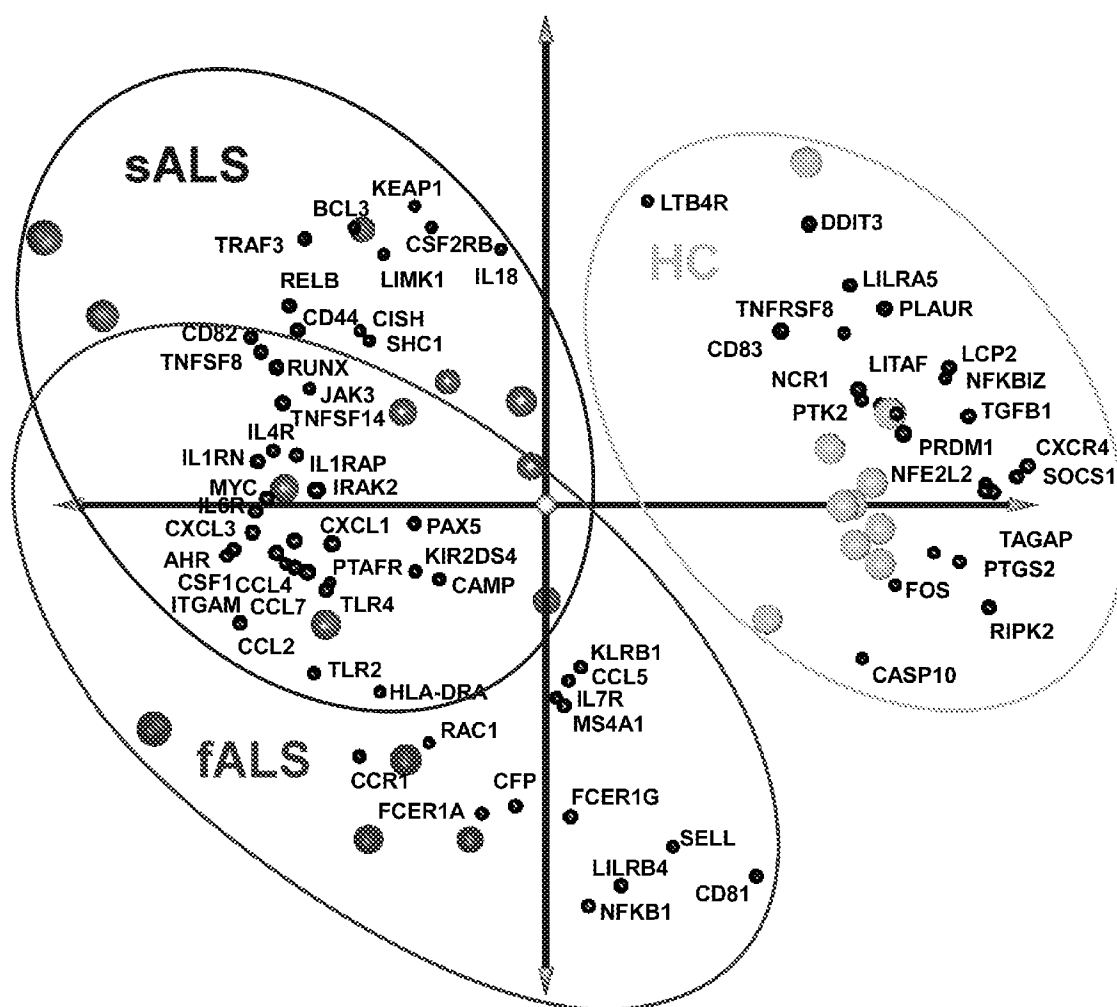 sALS
KEAP1
BCL3
TRAF3
CSF2RB
LIMK1
IL18
RELB
CD44
CISH
CD82
SHC1
TNFSF8
RUNX
JAK3
TNFSF14
IL4R
IL1RN
IL1RAP
MYC
IRAK2
IL6R
CXCL3
CXCL1
PAX5
AHR
PTAFR
KIR2DS4
CSF1
CCL4
CAMP
ITGAM
CCL7
TLR4
CCL2
TLR2
HLA-DRA
fALS
RAC1
CCR1
CFP
FCER1A
KLRB1
CCL5
IL7R
MS4A1
FCER1G
SELL
LILRB4
CD81
NFKB1
LTB4R
DDIT3
HC
LILRA5
TNFRSF8
PLAUR
CD83
LITAF
LCP2
NCR1
NFKBIZ
PTK2
TGFB1
PRDM1
CXCR4
NFE2L2
SOCS1
TAGAP
PTGS2
FOS
RIPK2
CASP10